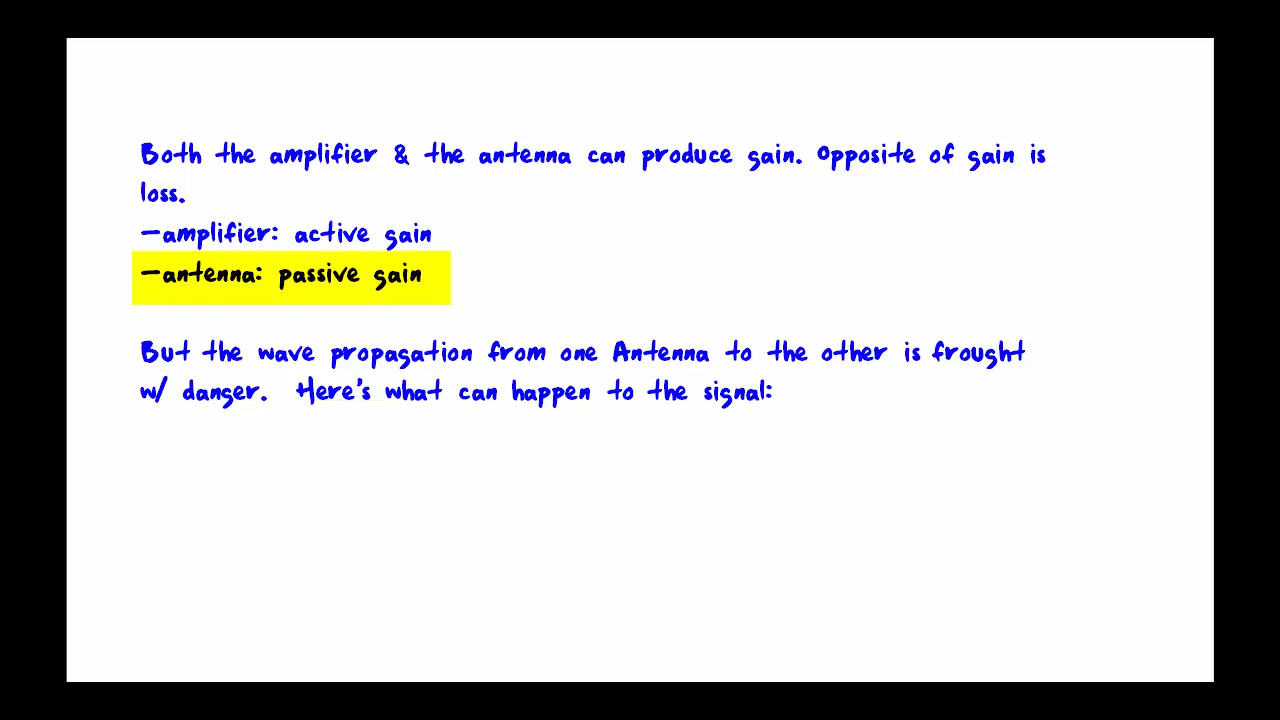 Both the amplifier & the antenna can produce gain. Opposite of gain is
loss.
-amplifier: active gain
-antenna: passive gain
But the wave propagation from one Antenna to the other is frought
w/ danger. Here's what can happen to the signal: